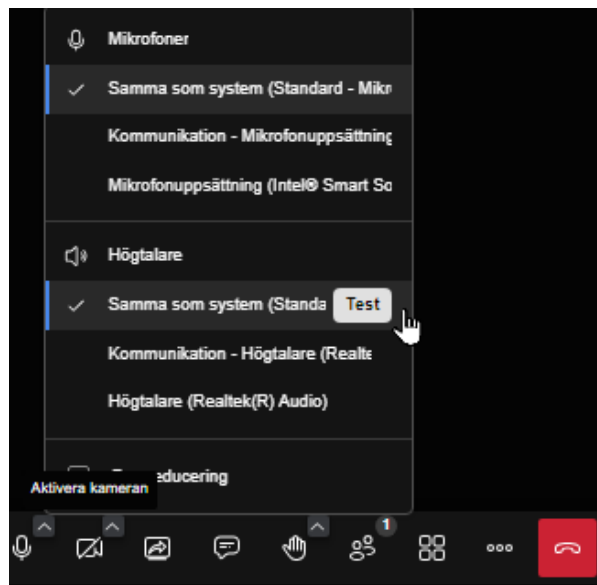 Mikrofoner
Samma som system (Standard - Mikr
Kommunikation - Mikrofonuppsättning
Mikrofonuppsättning (Intel® Smart So
Högtalare
Samma som system (Standa Test
Kommunikation - Högtalare (Realte
Högtalare (Realtek(R) Audio)
educering
Aktivera kameran
1